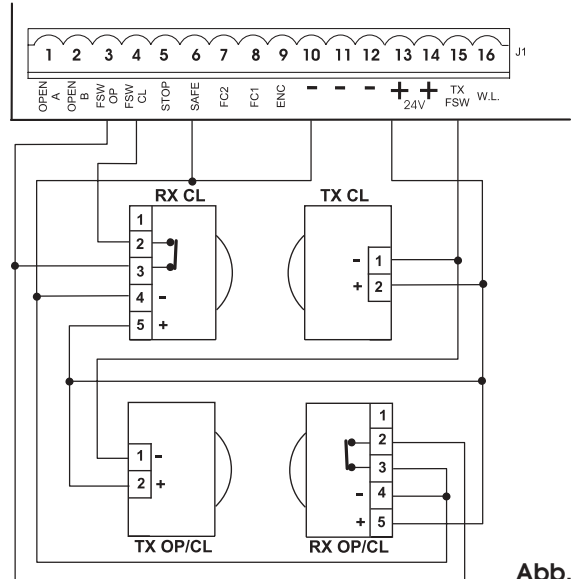 1 2 3 4 5 6 7 8 9 10 11 12 13 14 15 16 J1
OPEN A
OPEN B
FSW OP
FSW CL
STOP
SAFE
FC2
FC1
ENC
-
-
-
+ +
24V
TX FSW
W.L.
RX CL
1
2
3
4 -
5 +
TX CL
- 1
+ 2
1 -
2 +
TX OP/CL
1
2
3
- 4
+ 5
RX OP/CL
Abb.